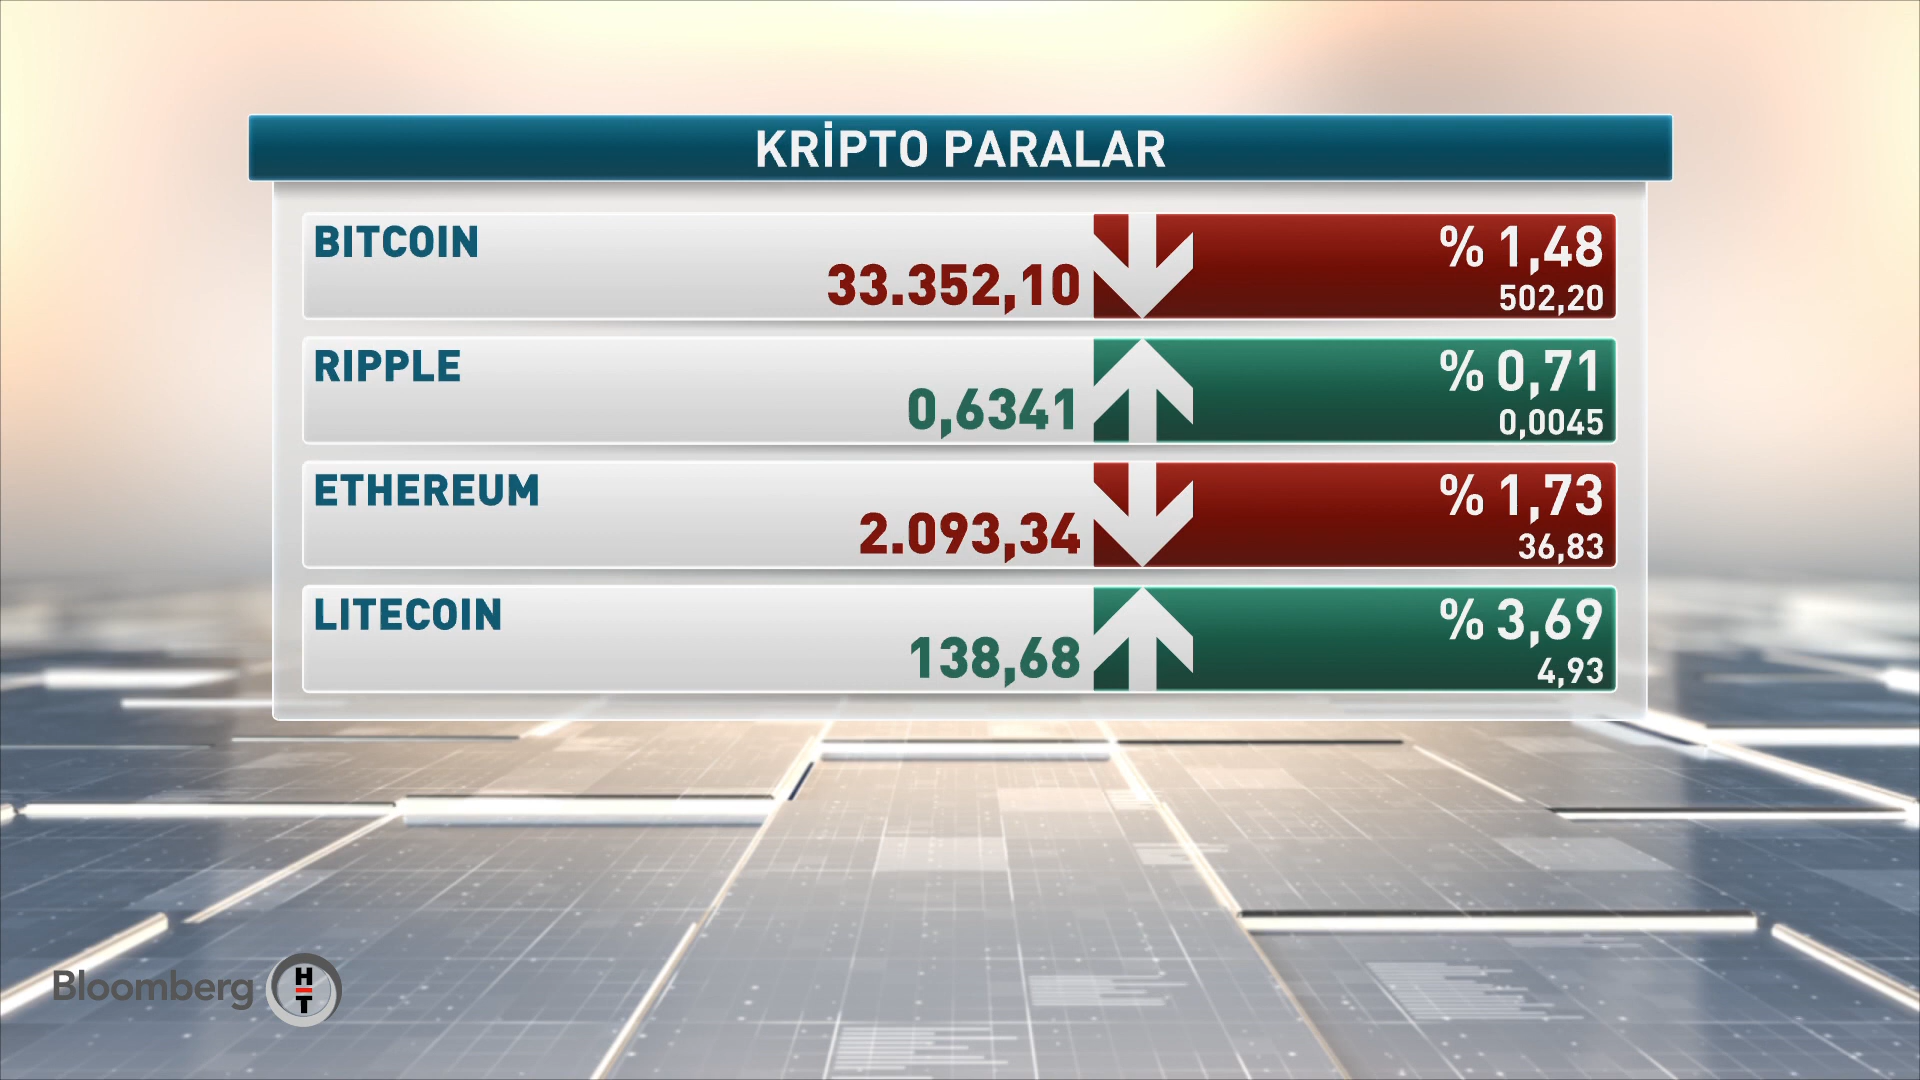 KRİPTO PARALAR
BITCOIN
33.352,10
% 1,48
502,20
RIPPLE
0,6341
% 0,71
0,0045
ETHEREUM
2.093,34
% 1,73
36,83
LITECOIN
138,68
% 3,69
4,93
Bloomberg HT